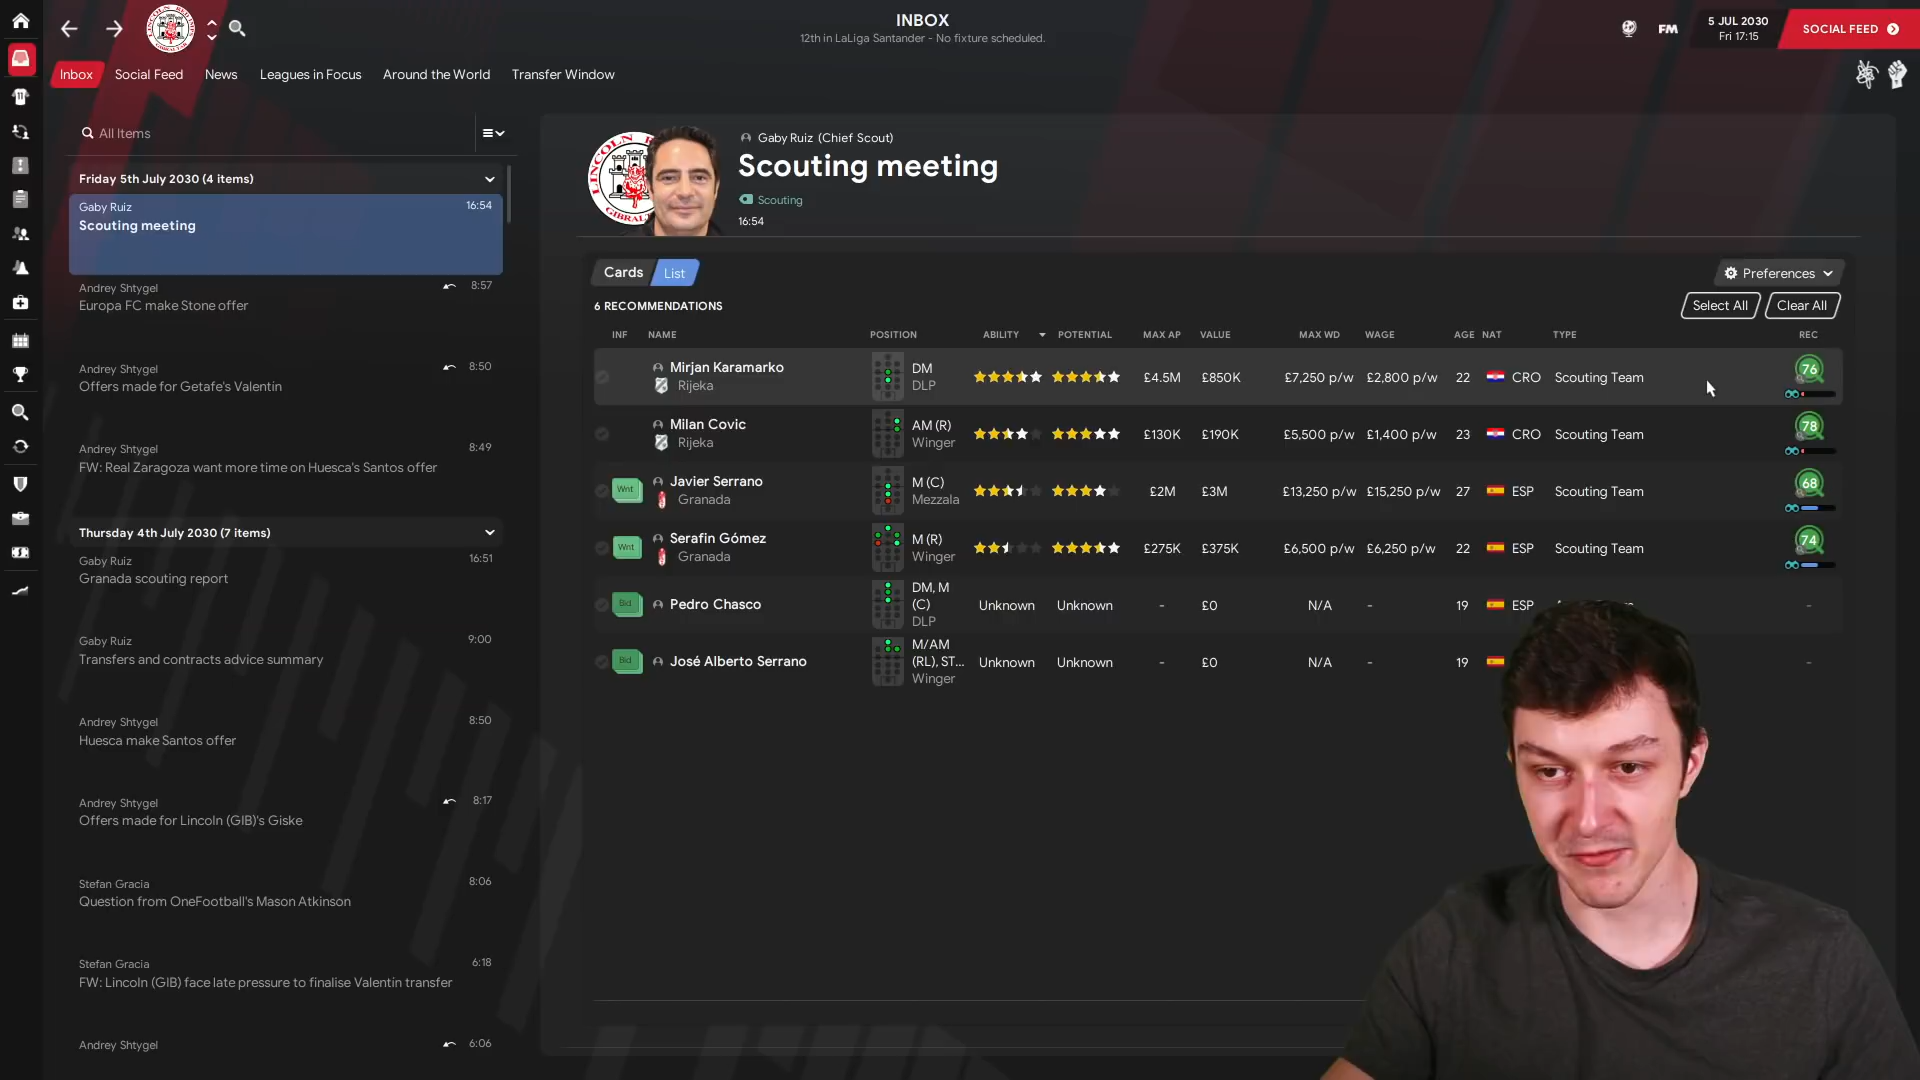 INBOX
12th in LaLiga Santander - No fixture scheduled.
FM
5 JUL 2030
Fri 17:15
SOCIAL FEED
Inbox
Social Feed
News
Leagues in Focus
Around the World
Transfer Window
All Items
Friday 5th July 2030 (4 items)
Gaby Ruiz
16:54
Scouting meeting
Andrey Shtygel
8:57
Europa FC make Stone offer
Andrey Shtygel
8:50
Offers made for Getafe's Valentín
Andrey Shtygel
8:49
FW: Real Zaragoza want more time on Huesca's Santos offer
Thursday 4th July 2030 (7 items)
Gaby Ruiz
16:51
Granada scouting report
Gaby Ruiz
9:00
Transfers and contracts advice summary
Andrey Shtygel
8:50
Huesca make Santos offer
Andrey Shtygel
8:17
Offers made for Lincoln (GIB)'s Giske
Stefan Gracia
8:06
Question from OneFootball's Mason Atkinson
Stefan Gracia
6:18
FW: Lincoln (GIB) face late pressure to finalise Valentín transfer
Andrey Shtygel
6:06
Gaby Ruiz (Chief Scout)
Scouting meeting
Scouting
16:54
Cards
List
Preferences
6 RECOMMENDATIONS
Select All
Clear All
INF NAME POSITION ABILITY POTENTIAL MAX AP VALUE MAX WD WAGE AGE NAT TYPE REC
Mirjan Karamarko DM £4.5M £850K £7,250 p/w £2,800 p/w 22 CRO Scouting Team 76
Rijeka DLP
Milan Covic AM (R) £130K £190K £5,500 p/w £1,400 p/w 23 CRO Scouting Team 78
Rijeka Winger
Wnt Javier Serrano M (C) £2M £3M £13,250 p/w £15,250 p/w 27 ESP Scouting Team 68
Granada Mezzala
Wnt Serafín Gómez M (R) £275K £375K £6,500 p/w £6,250 p/w 22 ESP Scouting Team 74
Granada Winger
Bid Pedro Chasco DM, M (C) Unknown Unknown - £0 N/A - 19 ESP -
DLP
Bid José Alberto Serrano M/AM (RL), ST... Unknown Unknown - £0 N/A - 19 -
Winger